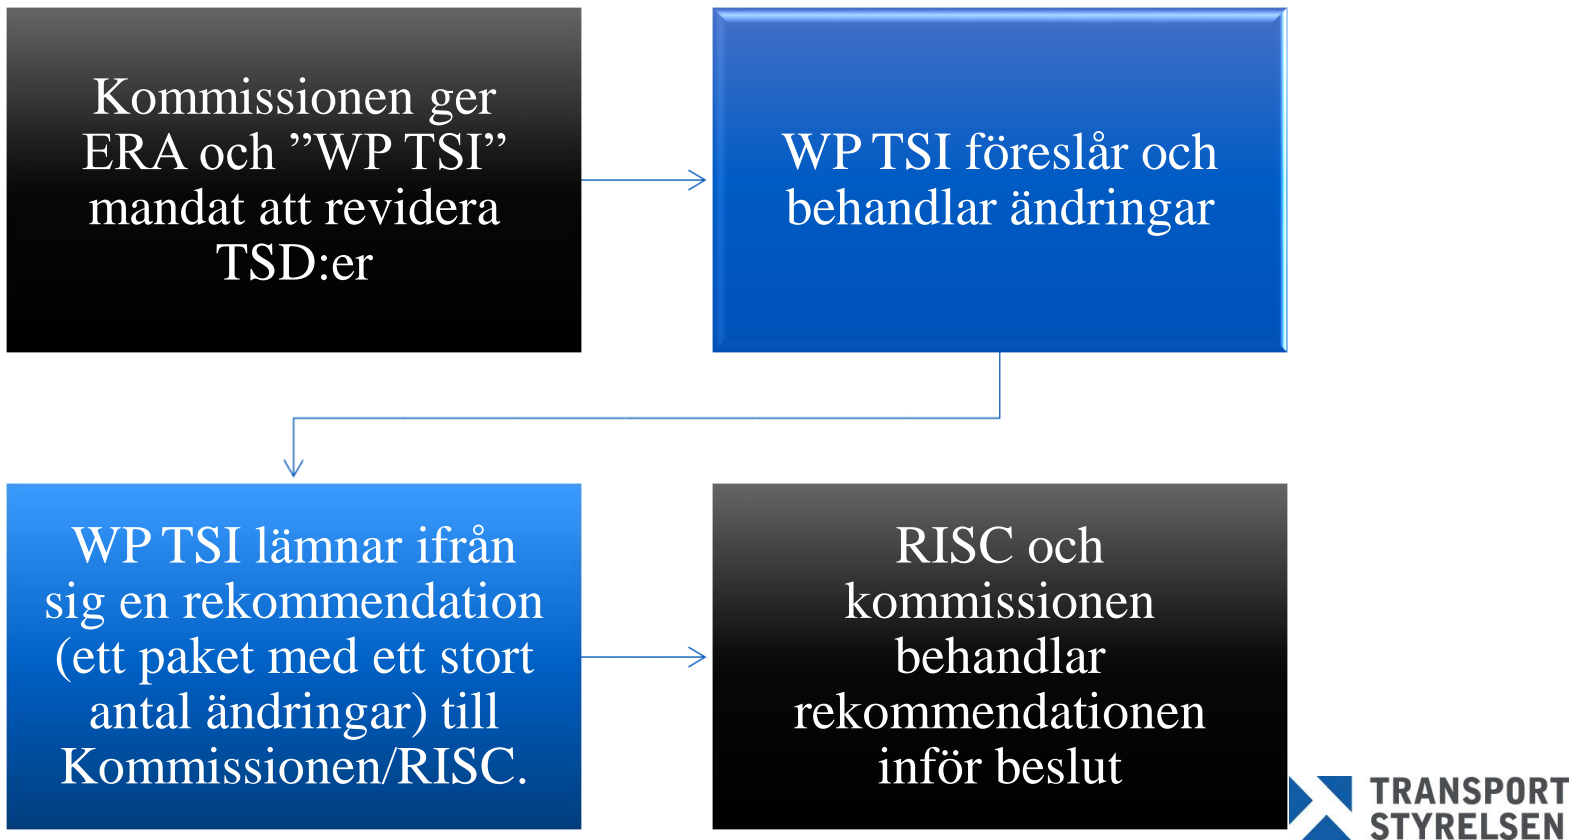 Kommissionen ger
ERA och ”WP TSI”
mandat att revidera
TSD:er
WP TSI föreslår och
behandlar ändringar
WP TSI lämnar ifrån
sig en rekommendation
(ett paket med ett stort
antal ändringar) till
Kommissionen/RISC.
RISC och
kommissionen
behandlar
rekommendationen
inför beslut
TRANSPORT
STYRELSEN